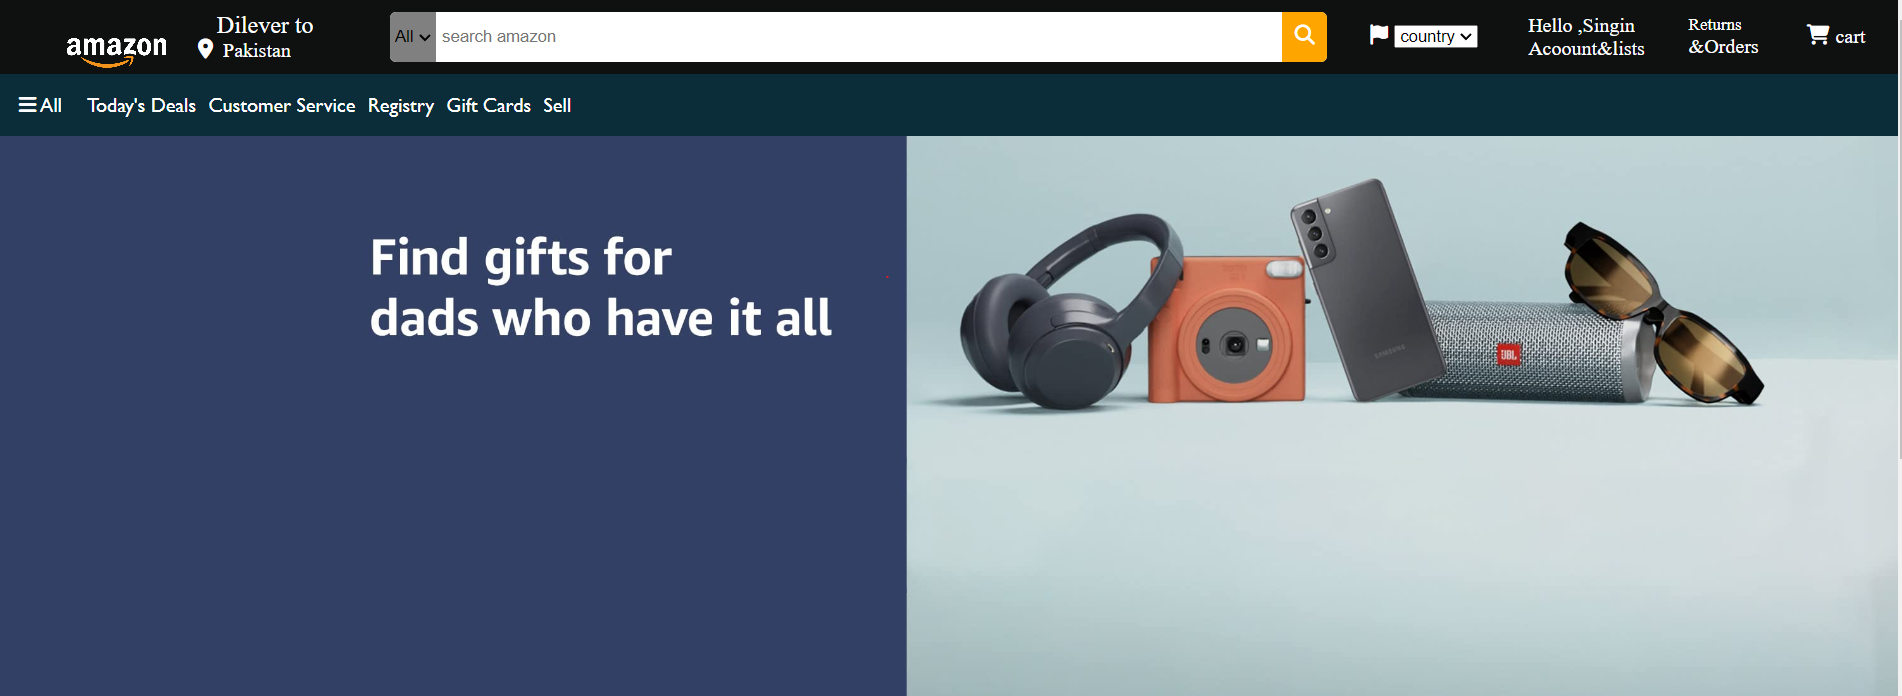 amazon
Dilever to
Pakistan
All
search amazon
country
Hello ,Singin
Acoount&lists
Returns
&Orders
cart
All Today's Deals Customer Service Registry Gift Cards Sell
Find gifts for
dads who have it all
SAMSUNG
JBL